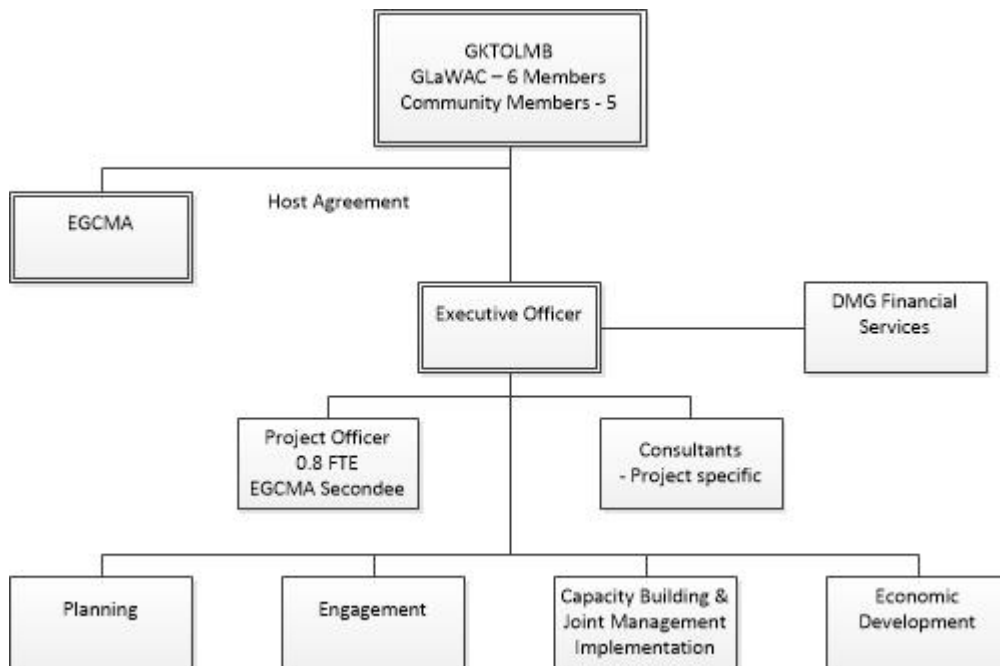 GKTOLMB
GLaWAC – 6 Members
Community Members - 5
Host Agreement
EGCMA
Executive Officer
DMG Financial
Services
Project Officer
0.8 FTE
EGCMA Secondee
Consultants
- Project specific
Planning
Engagement
Capacity Building &
Joint Management
Implementation
Economic
Development